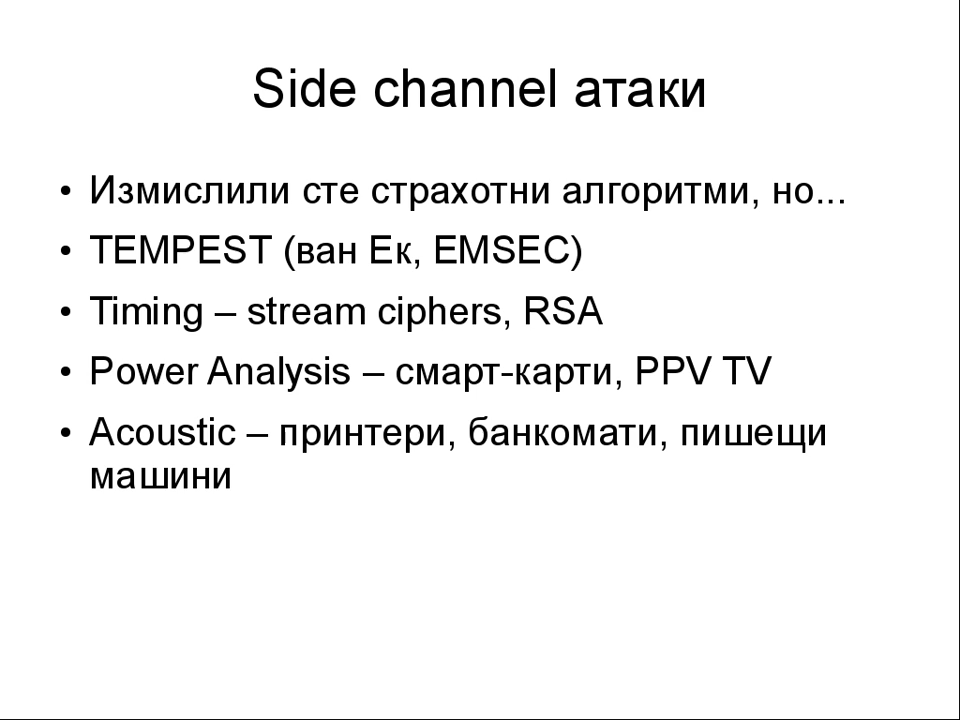 Side channel атаки
• Измислили сте страхотни алгоритми, но...
• TEMPEST (ван Ек, EMSEC)
• Timing – stream ciphers, RSA
• Power Analysis – смарт-карти, PPV TV
• Acoustic – принтери, банкомати, пишещи
машини